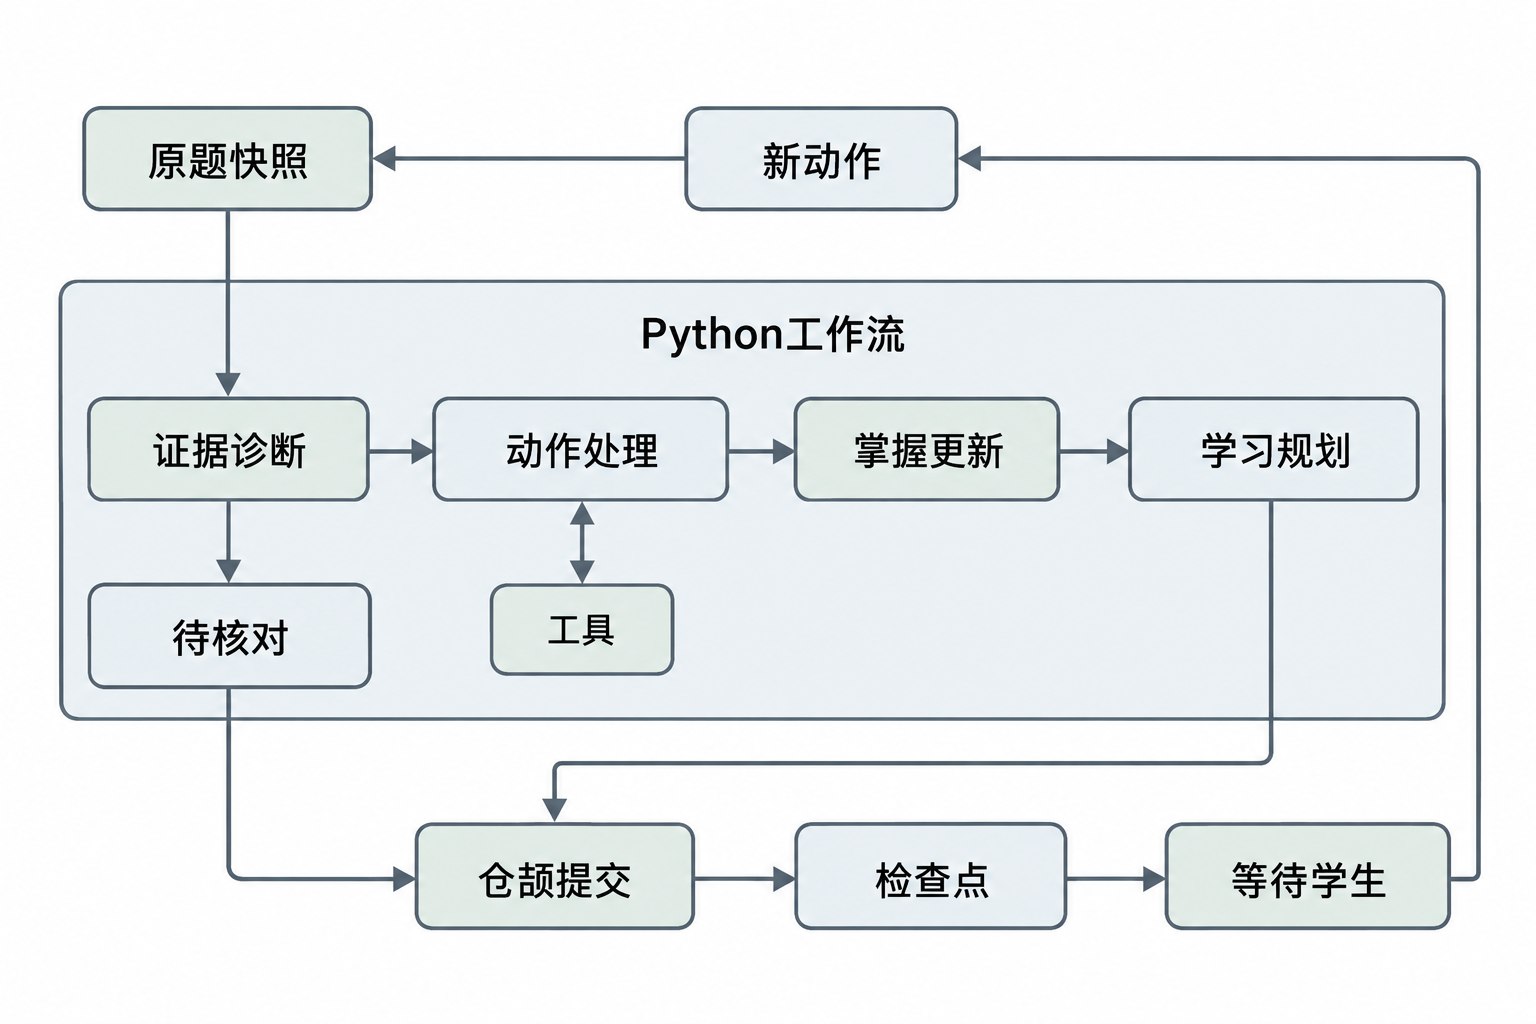 原题快照
新动作
Python工作流
证据诊断
动作处理
掌握更新
学习规划
待核对
工具
仓颉提交
检查点
等待学生